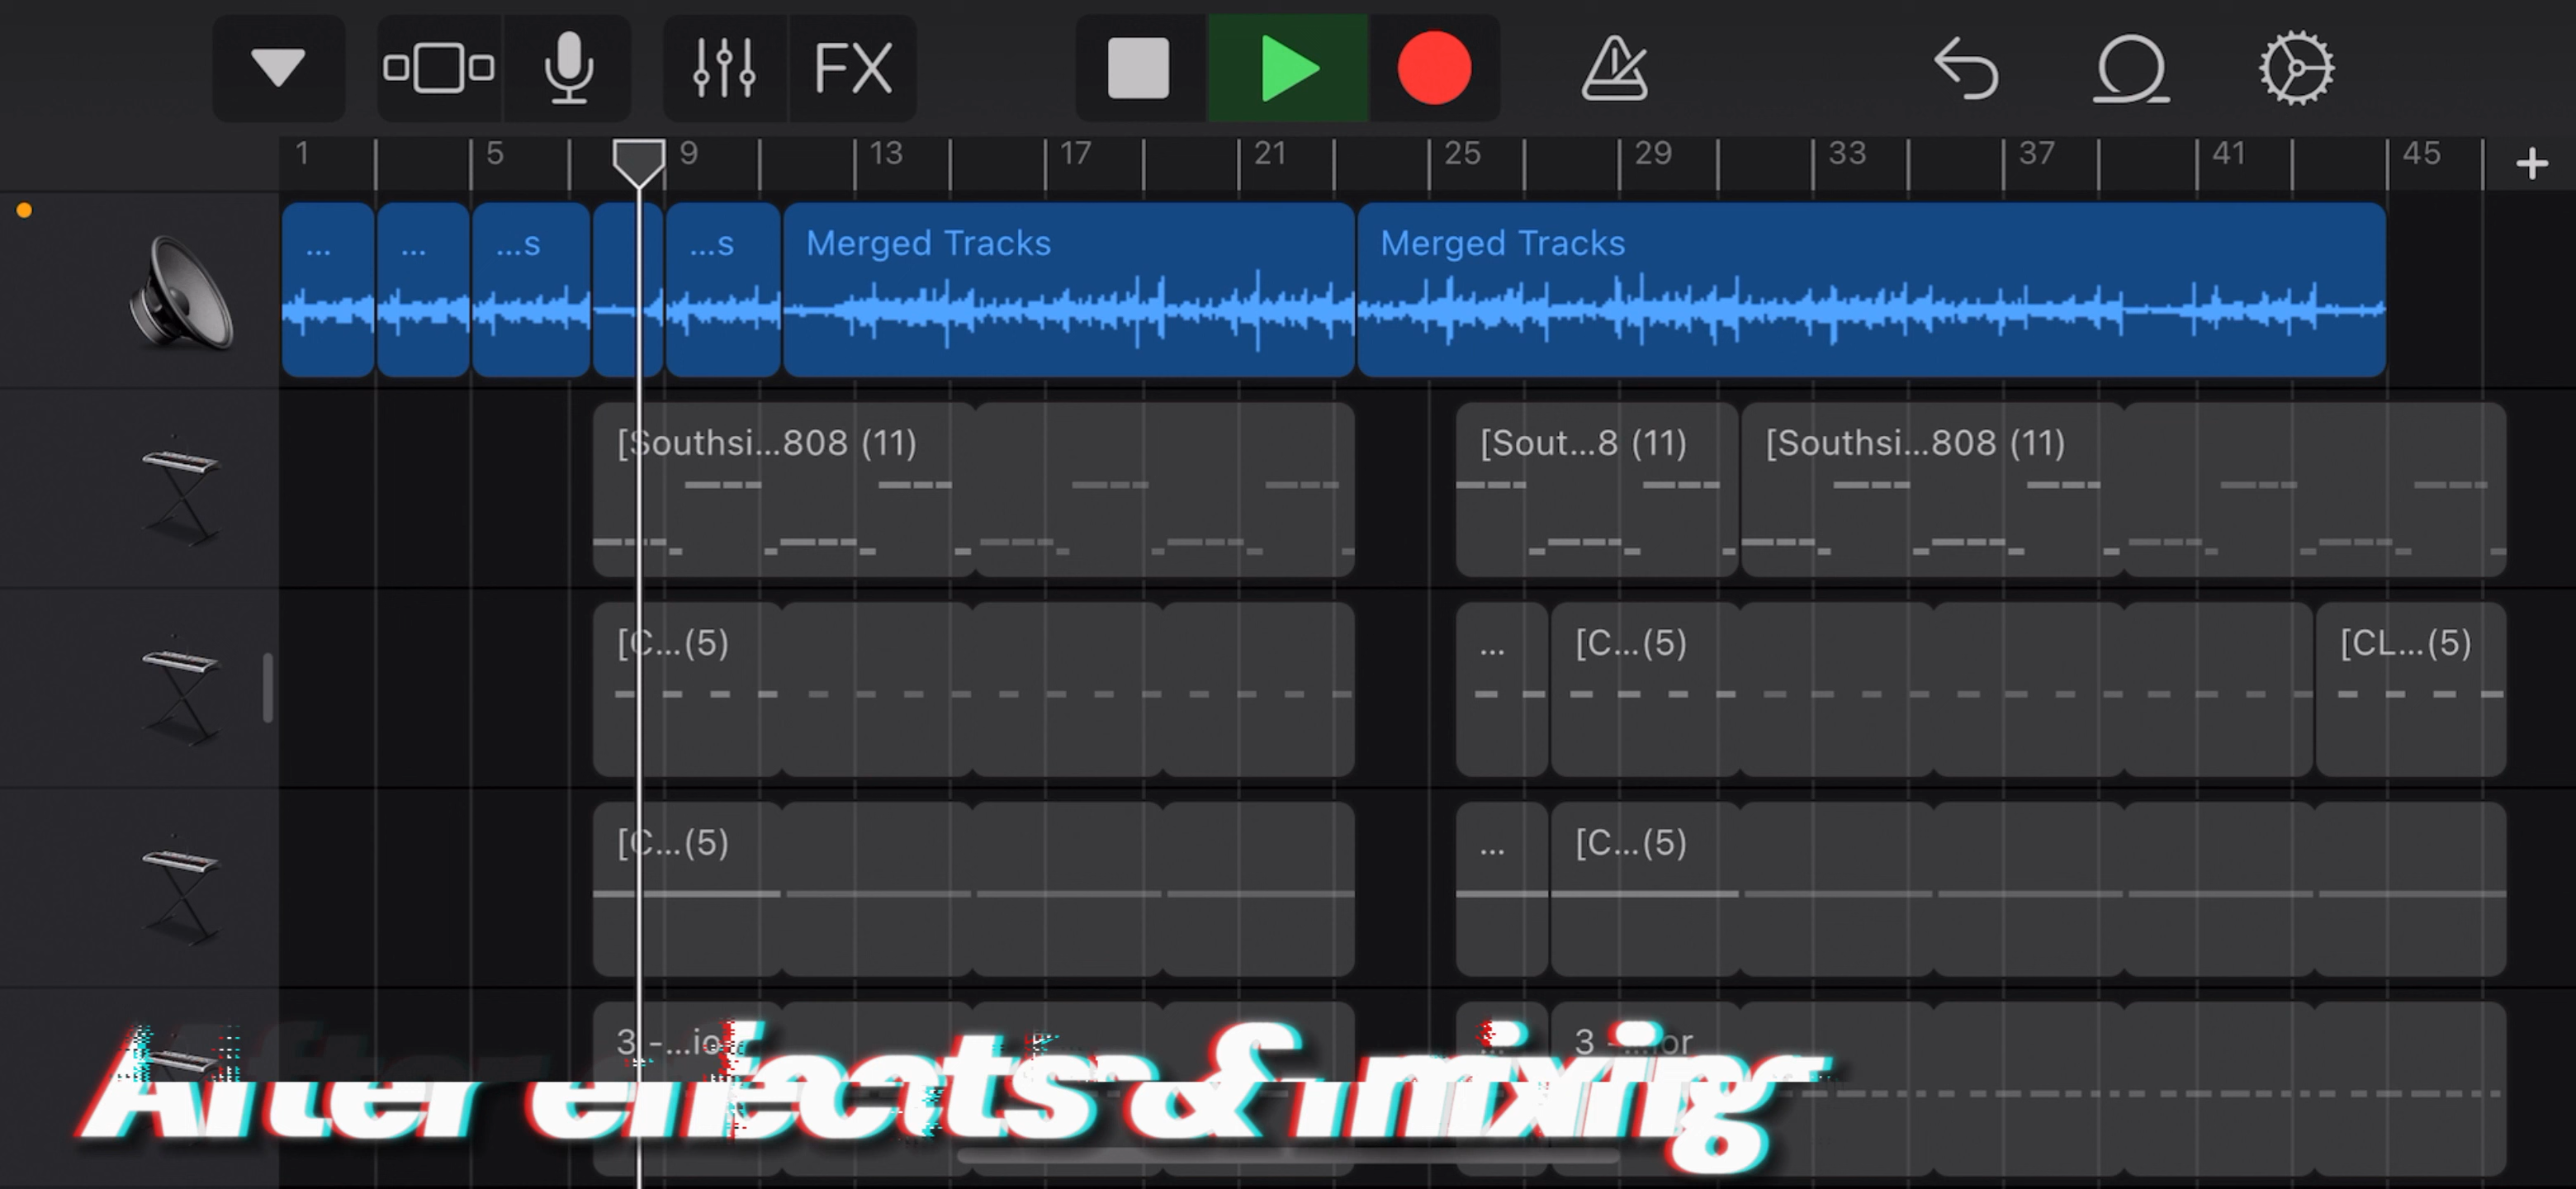 FX
1 5 9 13 17 21 25 29 33 37 41 45 +
... ... ...s ...s Merged Tracks Merged Tracks
[Southsi...808 (11) [Sout...8 (11) [Southsi...808 (11)
[C...(5) ... [C...(5) [CL...(5)
[C...(5) ... [C...(5)
3 -...io ... 3 -...or
After effects & mixing